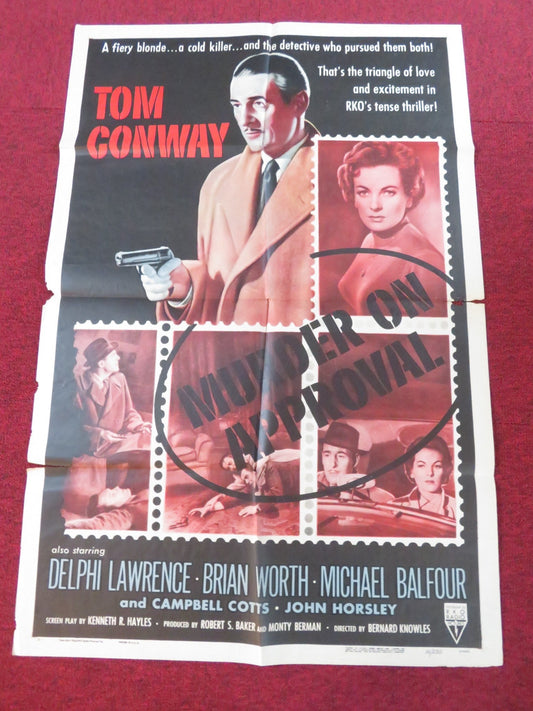 A fiery blonde...a cold killer...and the detective who pursued them both!
That's the triangle of love
and excitement in
RKO's tense thriller!
TOM
CONWAY
MURDER ON
APPROVAL
also starring
DELPHI LAWRENCE · BRIAN WORTH · MICHAEL BALFOUR
and CAMPBELL COTTS · JOHN HORSLEY
SCREEN PLAY by KENNETH R. HAYLES · PRODUCED by ROBERT S. BAKER and MONTY BERMAN · DIRECTED by BERNARD KNOWLES
RKO
RADIO